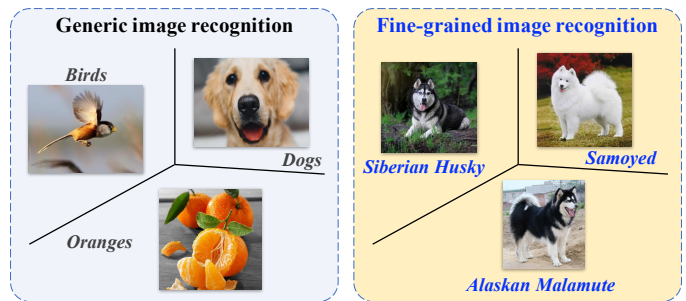 Generic image recognition
Birds
Dogs
Oranges
Fine-grained image recognition
Siberian Husky
Samoyed
Alaskan Malamute